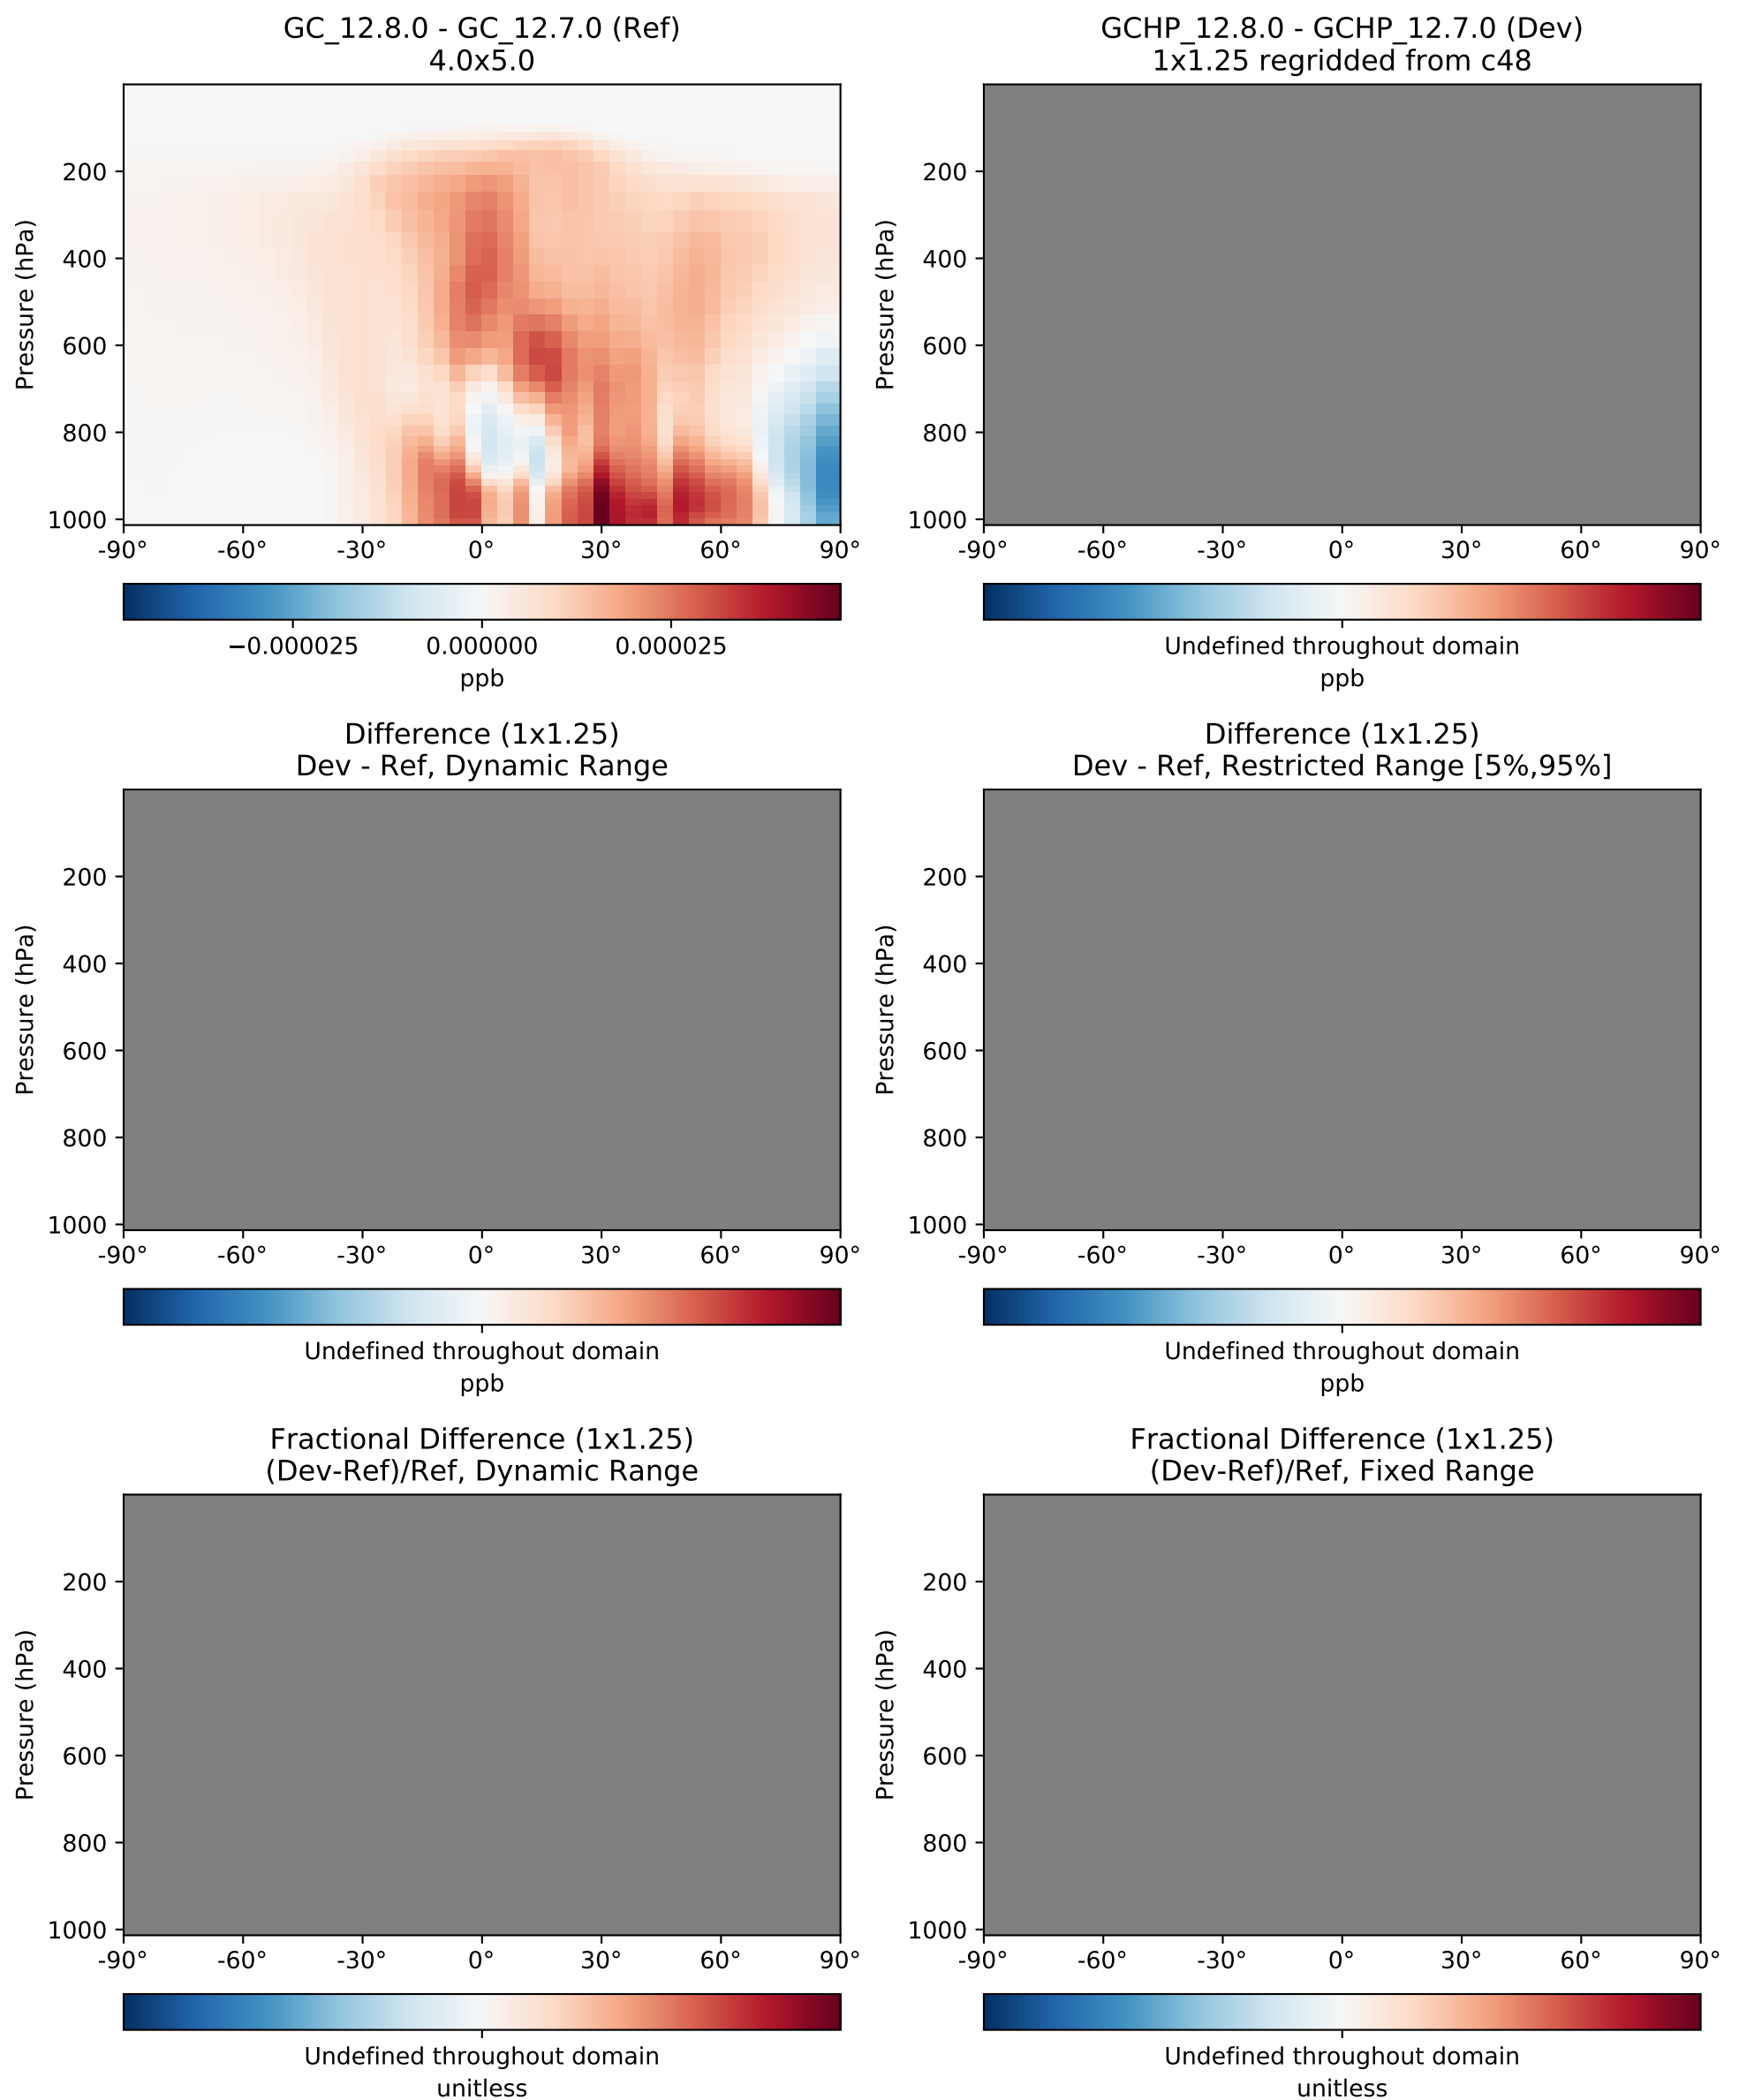 GC_12.8.0 - GC_12.7.0 (Ref)
4.0x5.0
Pressure (hPa)
200
400
600
800
1000
-90° -60° -30° 0° 30° 60° 90°
−0.000025 0.000000 0.000025
ppb
GCHP_12.8.0 - GCHP_12.7.0 (Dev)
1x1.25 regridded from c48
Pressure (hPa)
200
400
600
800
1000
-90° -60° -30° 0° 30° 60° 90°
Undefined throughout domain
ppb
Difference (1x1.25)
Dev - Ref, Dynamic Range
Pressure (hPa)
200
400
600
800
1000
-90° -60° -30° 0° 30° 60° 90°
Undefined throughout domain
ppb
Difference (1x1.25)
Dev - Ref, Restricted Range [5%,95%]
Pressure (hPa)
200
400
600
800
1000
-90° -60° -30° 0° 30° 60° 90°
Undefined throughout domain
ppb
Fractional Difference (1x1.25)
(Dev-Ref)/Ref, Dynamic Range
Pressure (hPa)
200
400
600
800
1000
-90° -60° -30° 0° 30° 60° 90°
Undefined throughout domain
unitless
Fractional Difference (1x1.25)
(Dev-Ref)/Ref, Fixed Range
Pressure (hPa)
200
400
600
800
1000
-90° -60° -30° 0° 30° 60° 90°
Undefined throughout domain
unitless